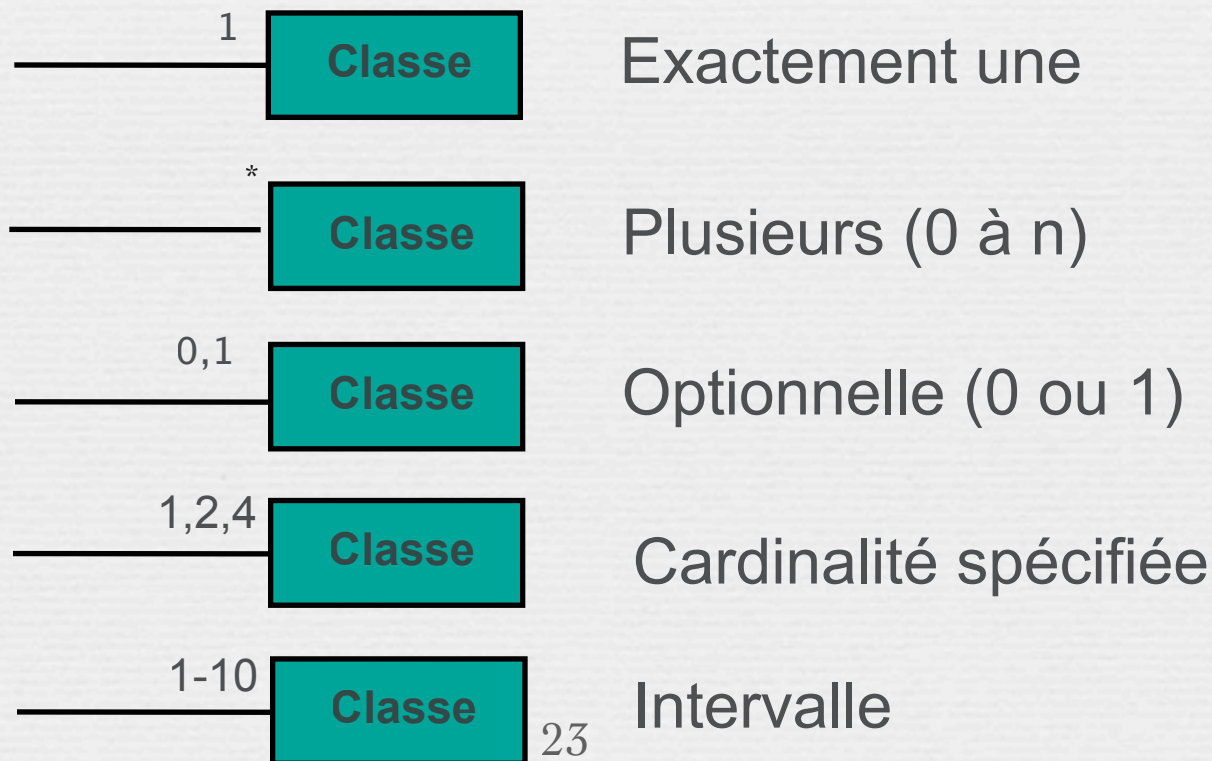 1
Classe
Exactement une
*
Classe
Plusieurs (0 à n)
0,1
Classe
Optionnelle (0 ou 1)
1,2,4
Classe
Cardinalité spécifiée
1-10
Classe
Intervalle
23